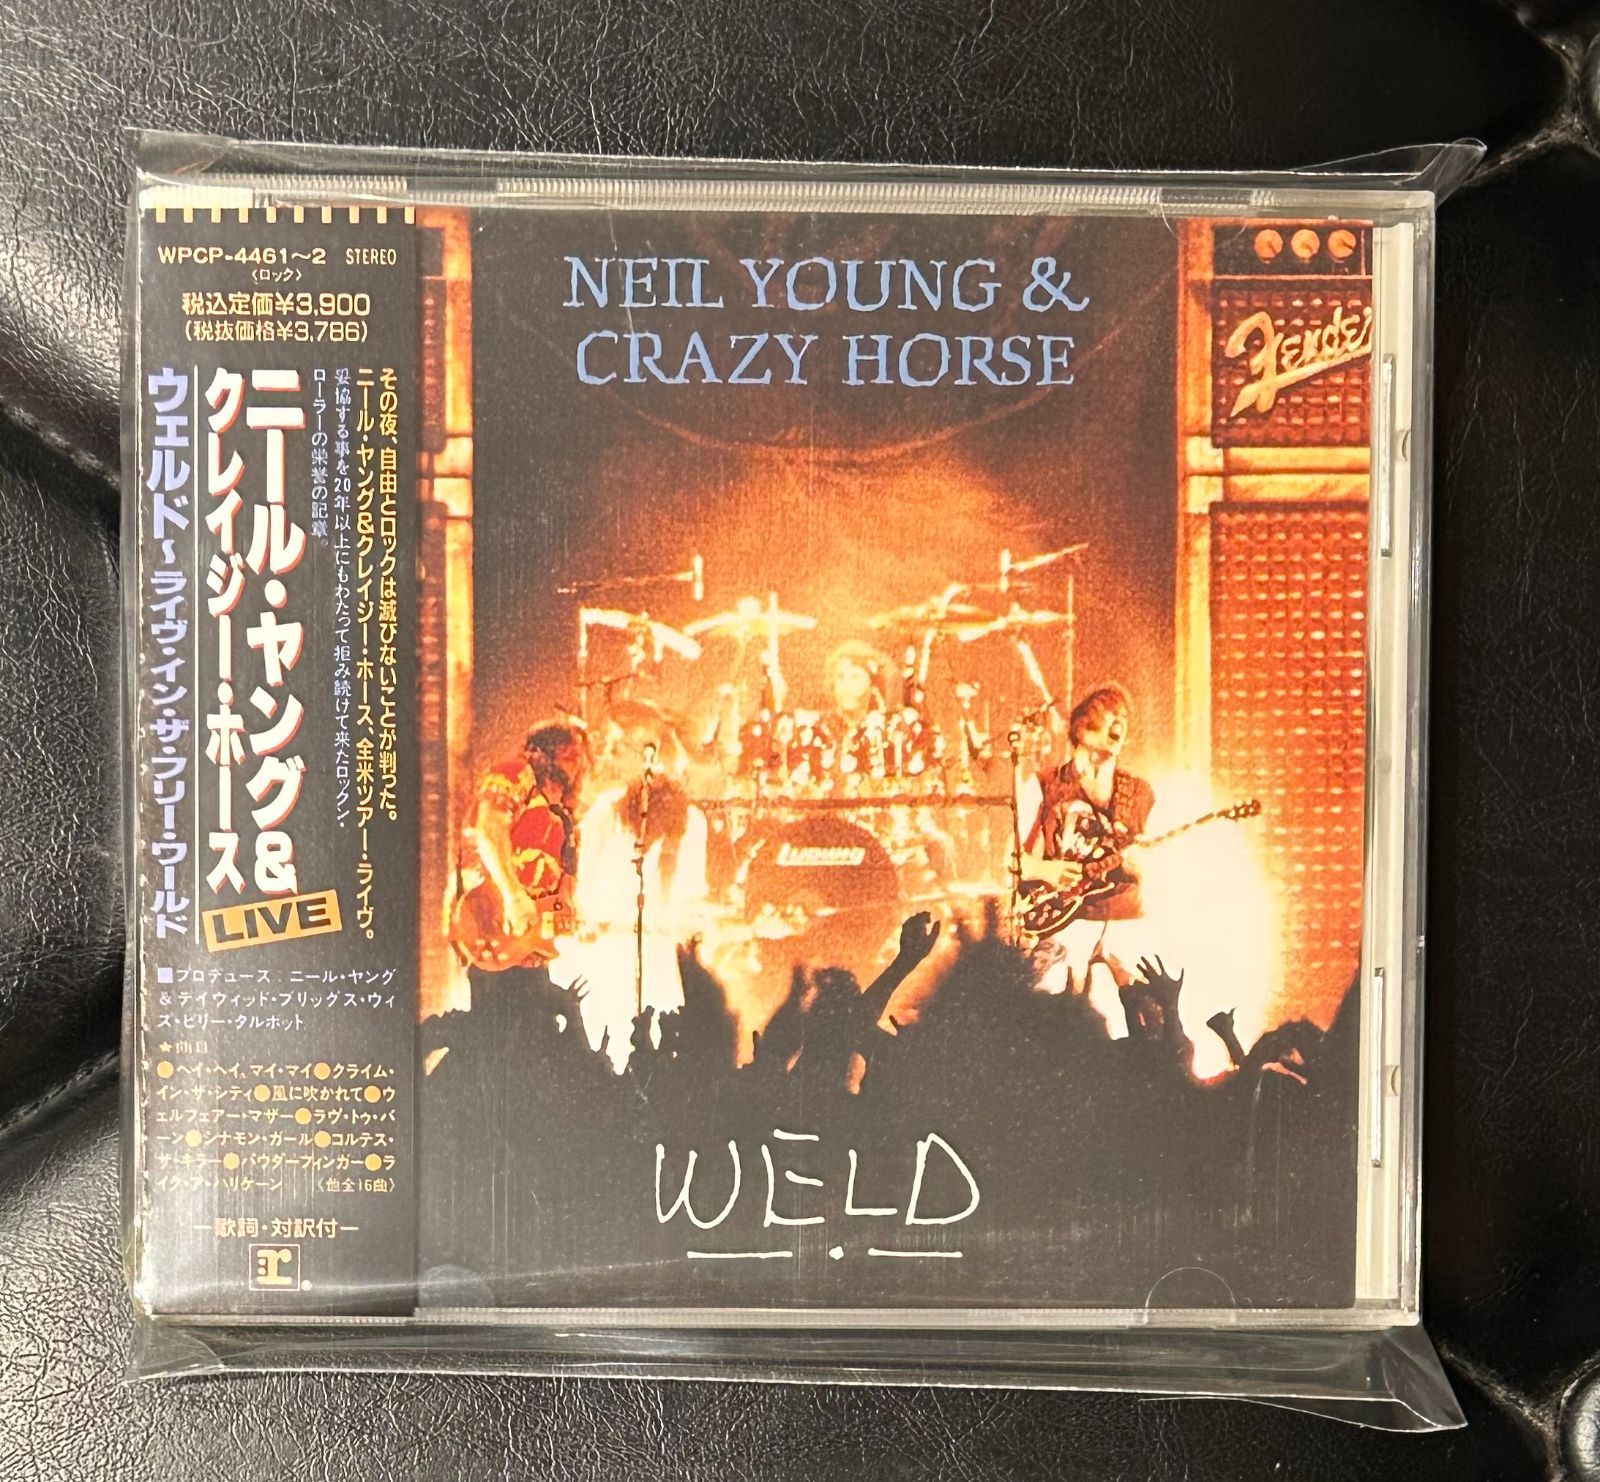 WPCP-4461〜2 STEREO
〈ロック〉
税込定価¥3,900
(税抜価格¥3,786)
その夜、自由とロックは滅びないことが判った。
ニール・ヤング&クレイジー・ホース、全米ツアー・ライヴ。
妥協する事を20年以上にもわたって拒み続けて来たロックン・
ローラーの栄誉の記章。
ニール・ヤング&
クレイジー・ホース
LIVE
ウェルド〜ライヴ・イン・ザ・フリー・ワールド
■プロデュース:ニール・ヤング
&デイヴィッド・ブリッグス・ウィ
ズ・ビリー・タルボット
★曲目
●ヘイ・ヘイ、マイ・マイ●クライム・
イン・ザ・シティ●風に吹かれて●ウ
ェルフェアー・マザー●ラヴ・トゥ・バ
ーン●シナモン・ガール●コルテス・
ザ・キラー●パウダーフィンガー●ラ
イク・ア・ハリケーン 〈他全16曲〉
—歌詞・対訳付—
r®
NEIL YOUNG &
CRAZY HORSE
Fender
LUDWIG
WELD